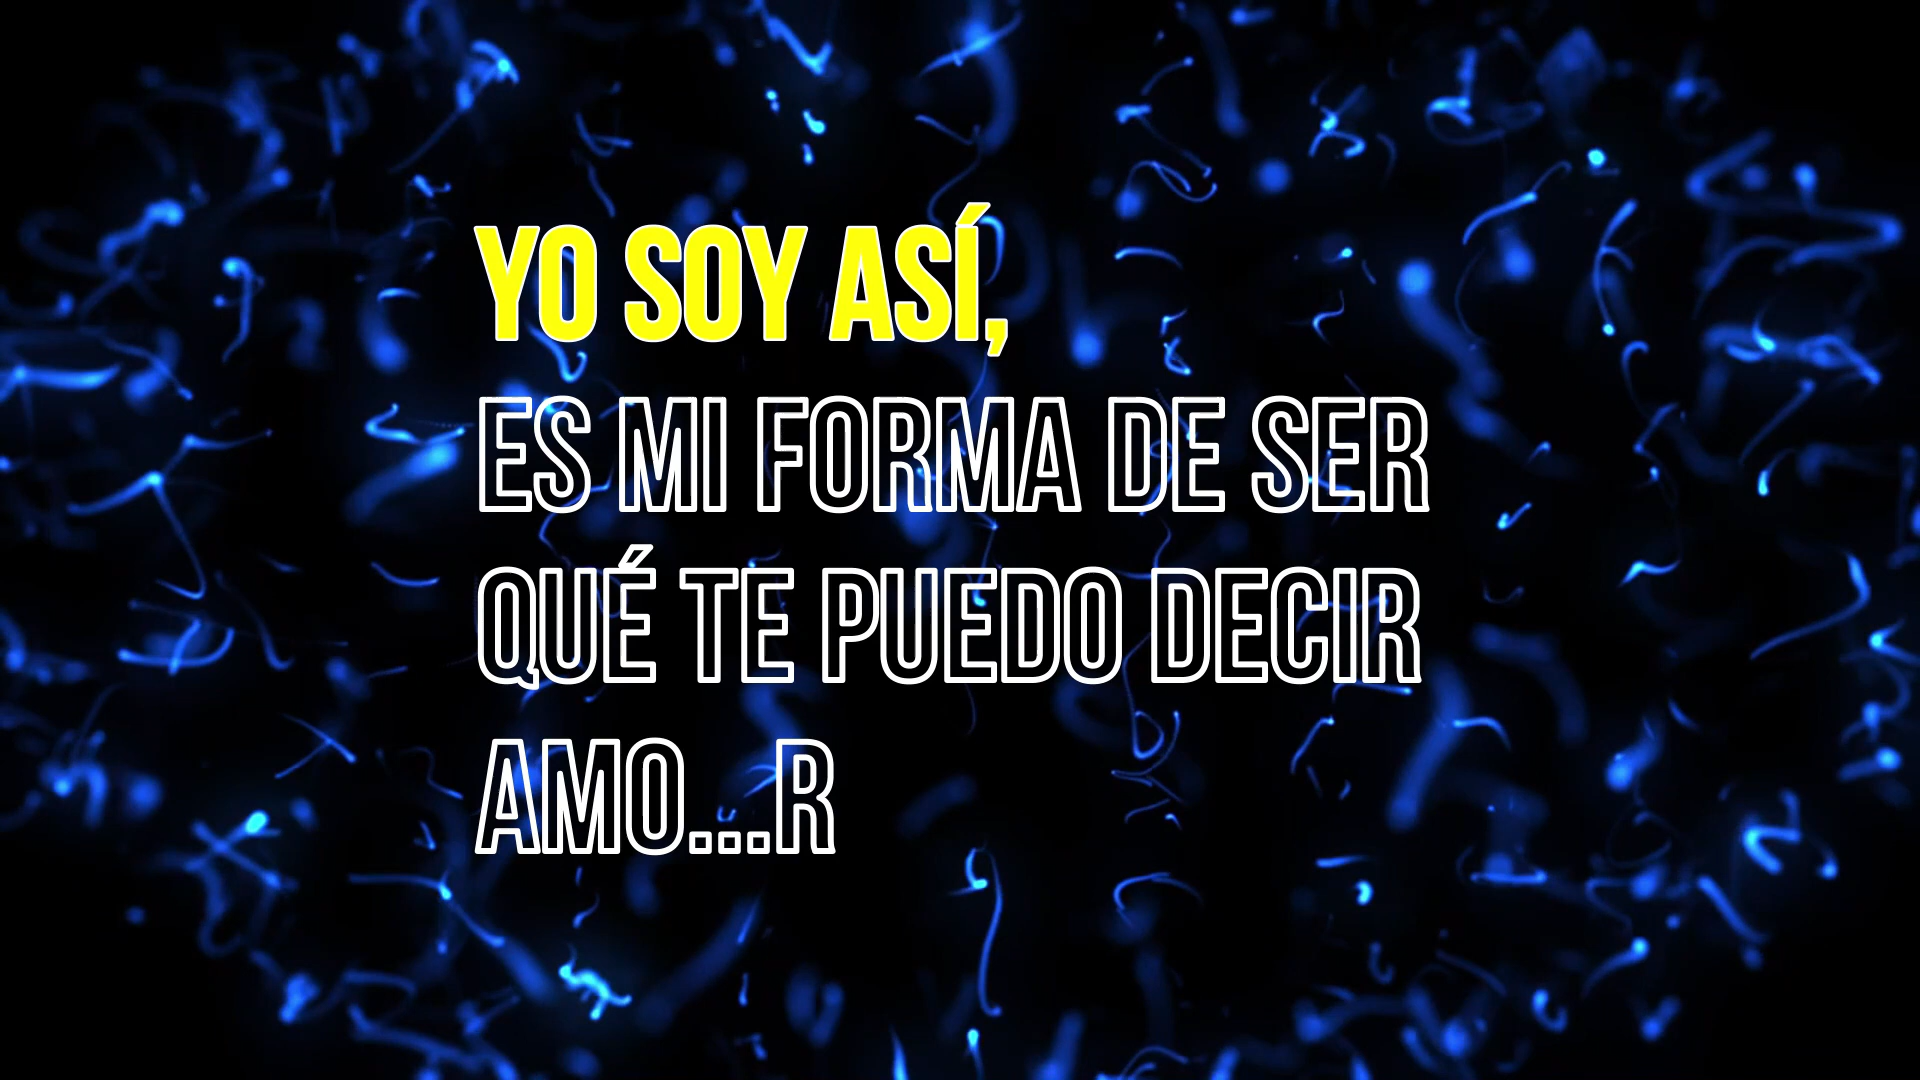 YO SOY ASÍ,
ES MI FORMA DE SER
QUÉ TE PUEDO DECIR
AMO...R